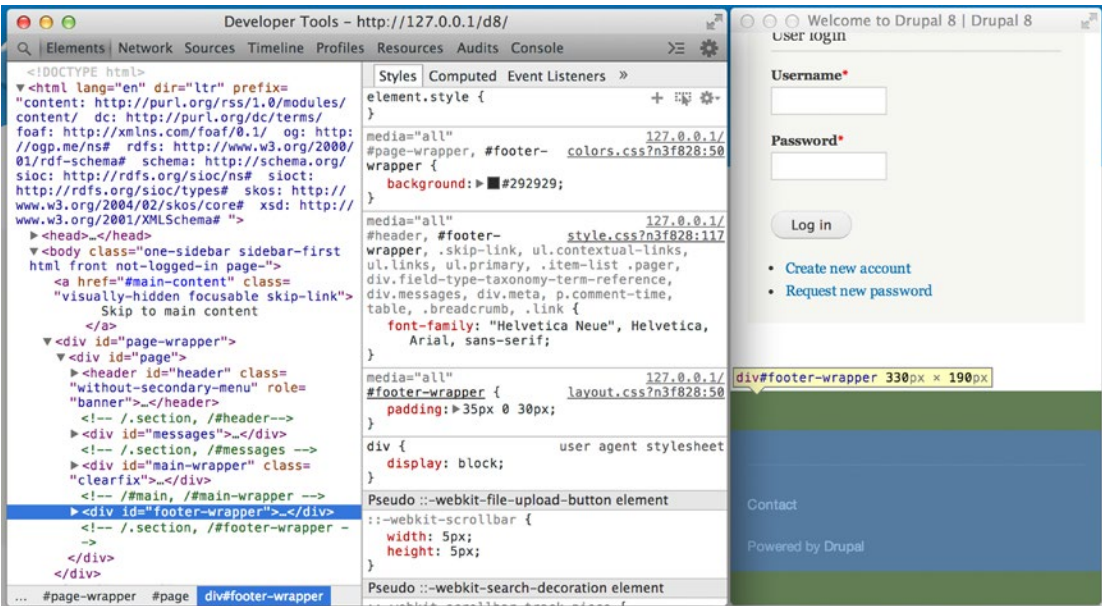 Developer Tools – http://127.0.0.1/d8/
Elements Network Sources Timeline Profiles Resources Audits Console
<!DOCTYPE html>
▼<html lang="en" dir="ltr" prefix=
"content: http://purl.org/rss/1.0/modules/
content/  dc: http://purl.org/dc/terms/
foaf: http://xmlns.com/foaf/0.1/  og: http:
//ogp.me/ns#  rdfs: http://www.w3.org/2000/
01/rdf-schema#  schema: http://schema.org/
sioc: http://rdfs.org/sioc/ns#  sioct:
http://rdfs.org/sioc/types#  skos: http://
www.w3.org/2004/02/skos/core#  xsd: http://
www.w3.org/2001/XMLSchema# ">
▶<head>…</head>
▼<body class="one-sidebar sidebar-first
html front not-logged-in page-">
<a href="#main-content" class=
"visually-hidden focusable skip-link">
Skip to main content
</a>
▼<div id="page-wrapper">
▼<div id="page">
▶<header id="header" class=
"without-secondary-menu" role=
"banner">…</header>
<!-- /.section, /#header-->
▶<div id="messages">…</div>
<!-- /.section, /#messages -->
▶<div id="main-wrapper" class=
"clearfix">…</div>
<!-- /#main, /#main-wrapper -->
▶<div id="footer-wrapper">…</div>
<!-- /.section, /#footer-wrapper -
->
</div>
</div>
... #page-wrapper #page div#footer-wrapper
Styles Computed Event Listeners »
element.style {
}
media="all" 127.0.0.1/
#page-wrapper, #footer- colors.css?n3f828:50
wrapper {
background:▶#292929;
}
media="all" 127.0.0.1/
#header, #footer- style.css?n3f828:117
wrapper, .skip-link, ul.contextual-links,
ul.links, ul.primary, .item-list .pager,
div.field-type-taxonomy-term-reference,
div.messages, div.meta, p.comment-time,
table, .breadcrumb, .link {
font-family: "Helvetica Neue", Helvetica,
Arial, sans-serif;
}
media="all" 127.0.0.1/
#footer-wrapper { layout.css?n3f828:50
padding:▶35px 0 30px;
}
div { user agent stylesheet
display: block;
}
Pseudo ::-webkit-file-upload-button element
::-webkit-scrollbar {
width: 5px;
height: 5px;
}
Pseudo ::-webkit-search-decoration element
Welcome to Drupal 8 | Drupal 8
User login
Username*
Password*
Log in
• Create new account
• Request new password
div#footer-wrapper 330px × 190px
Contact
Powered by Drupal